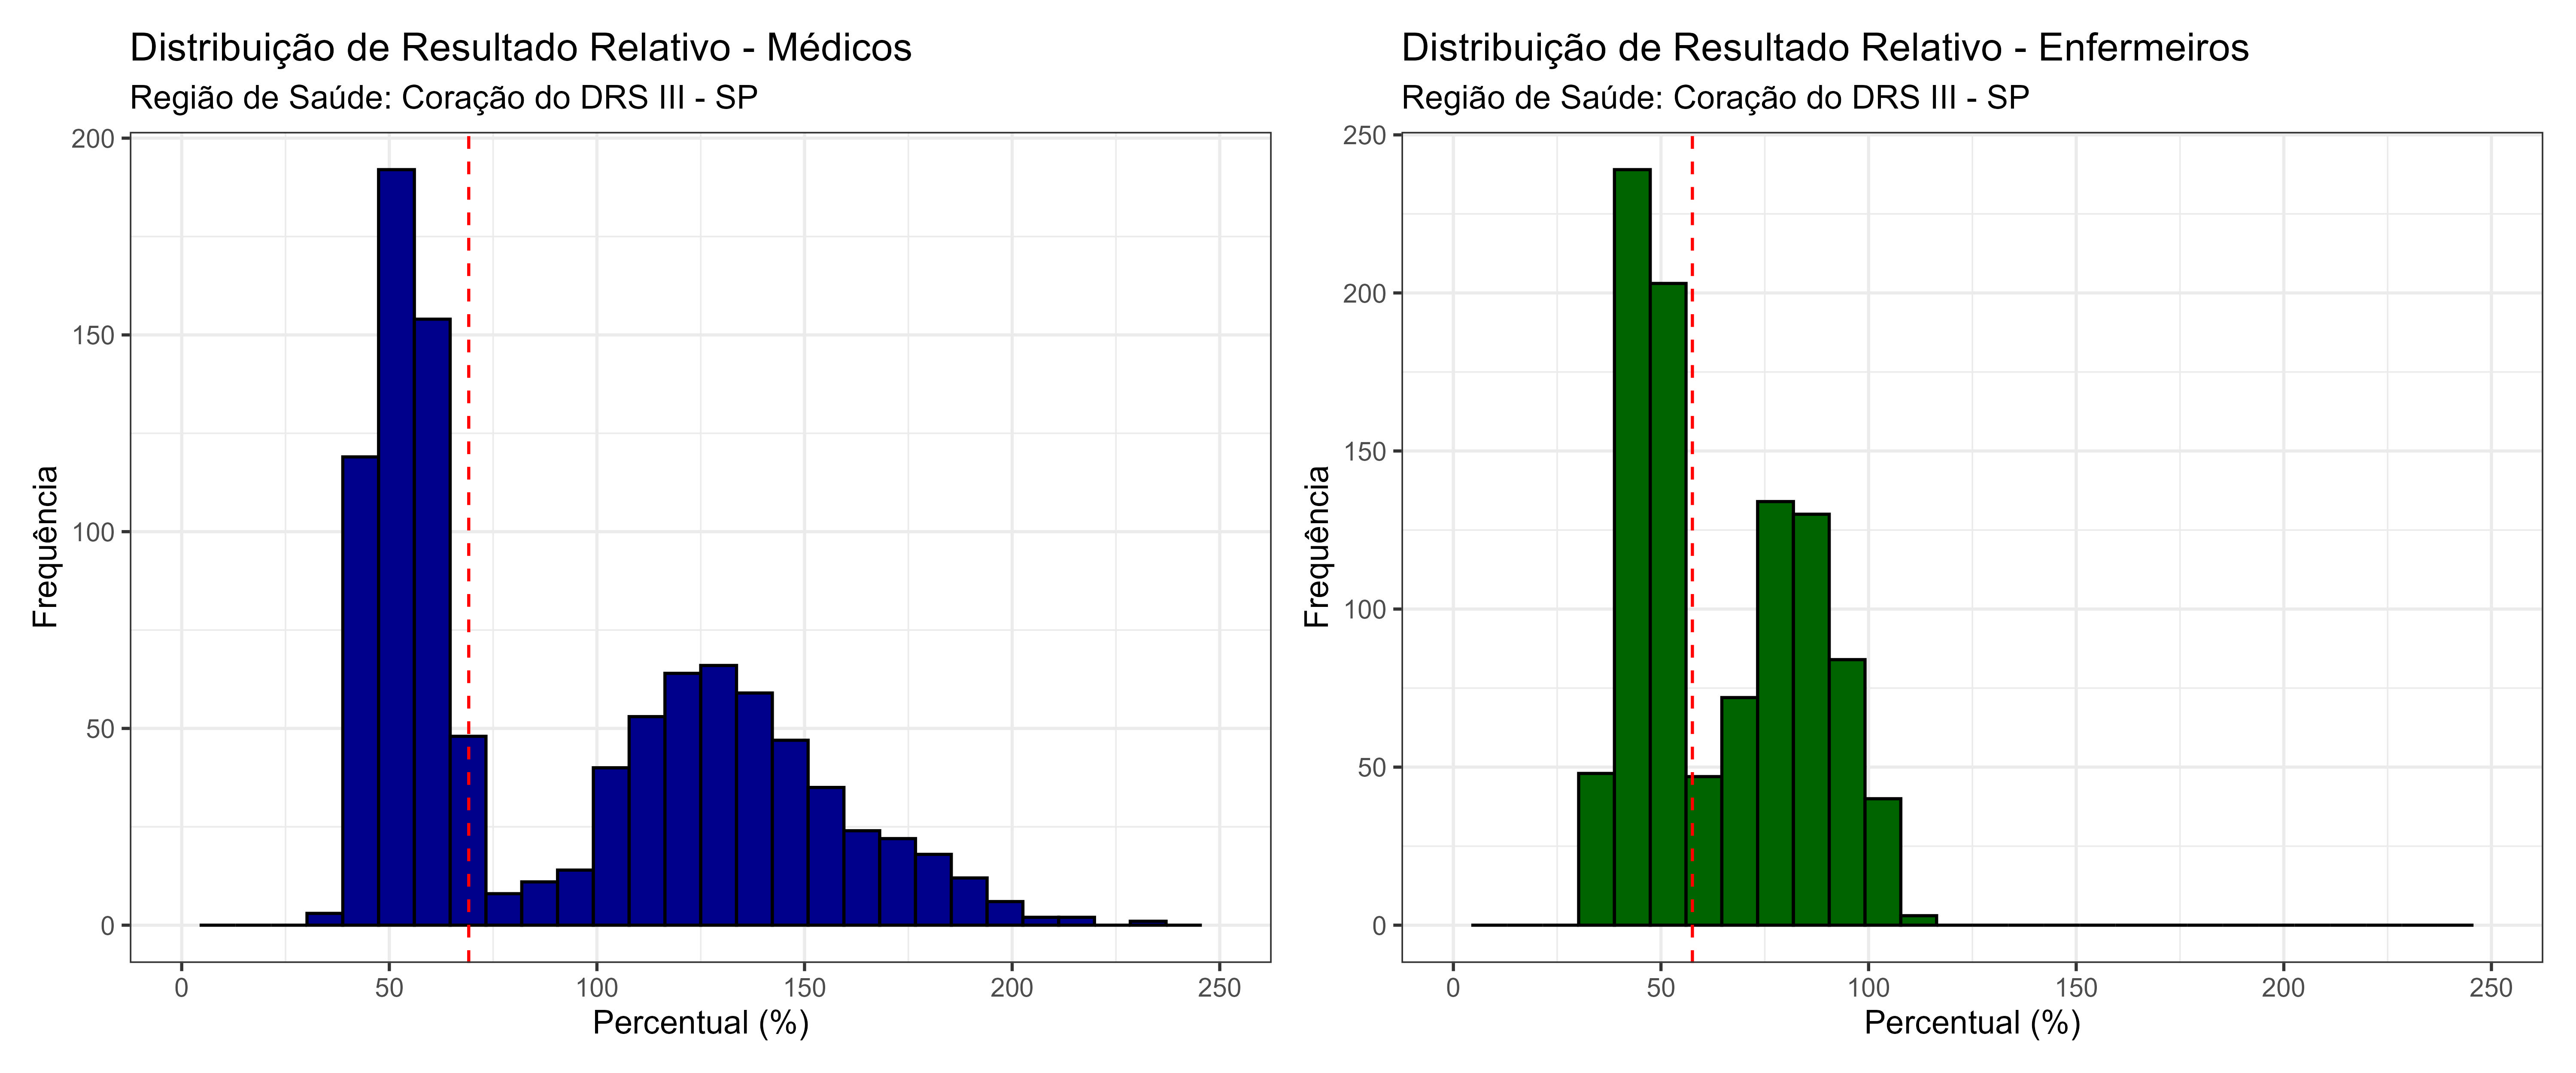 Distribuição de Resultado Relativo - Médicos
Região de Saúde: Coração do DRS III - SP
200
150
100
50
0
Frequência
0 50 100 150 200 250
Percentual (%)
Distribuição de Resultado Relativo - Enfermeiros
Região de Saúde: Coração do DRS III - SP
250
200
150
100
50
0
Frequência
0 50 100 150 200 250
Percentual (%)